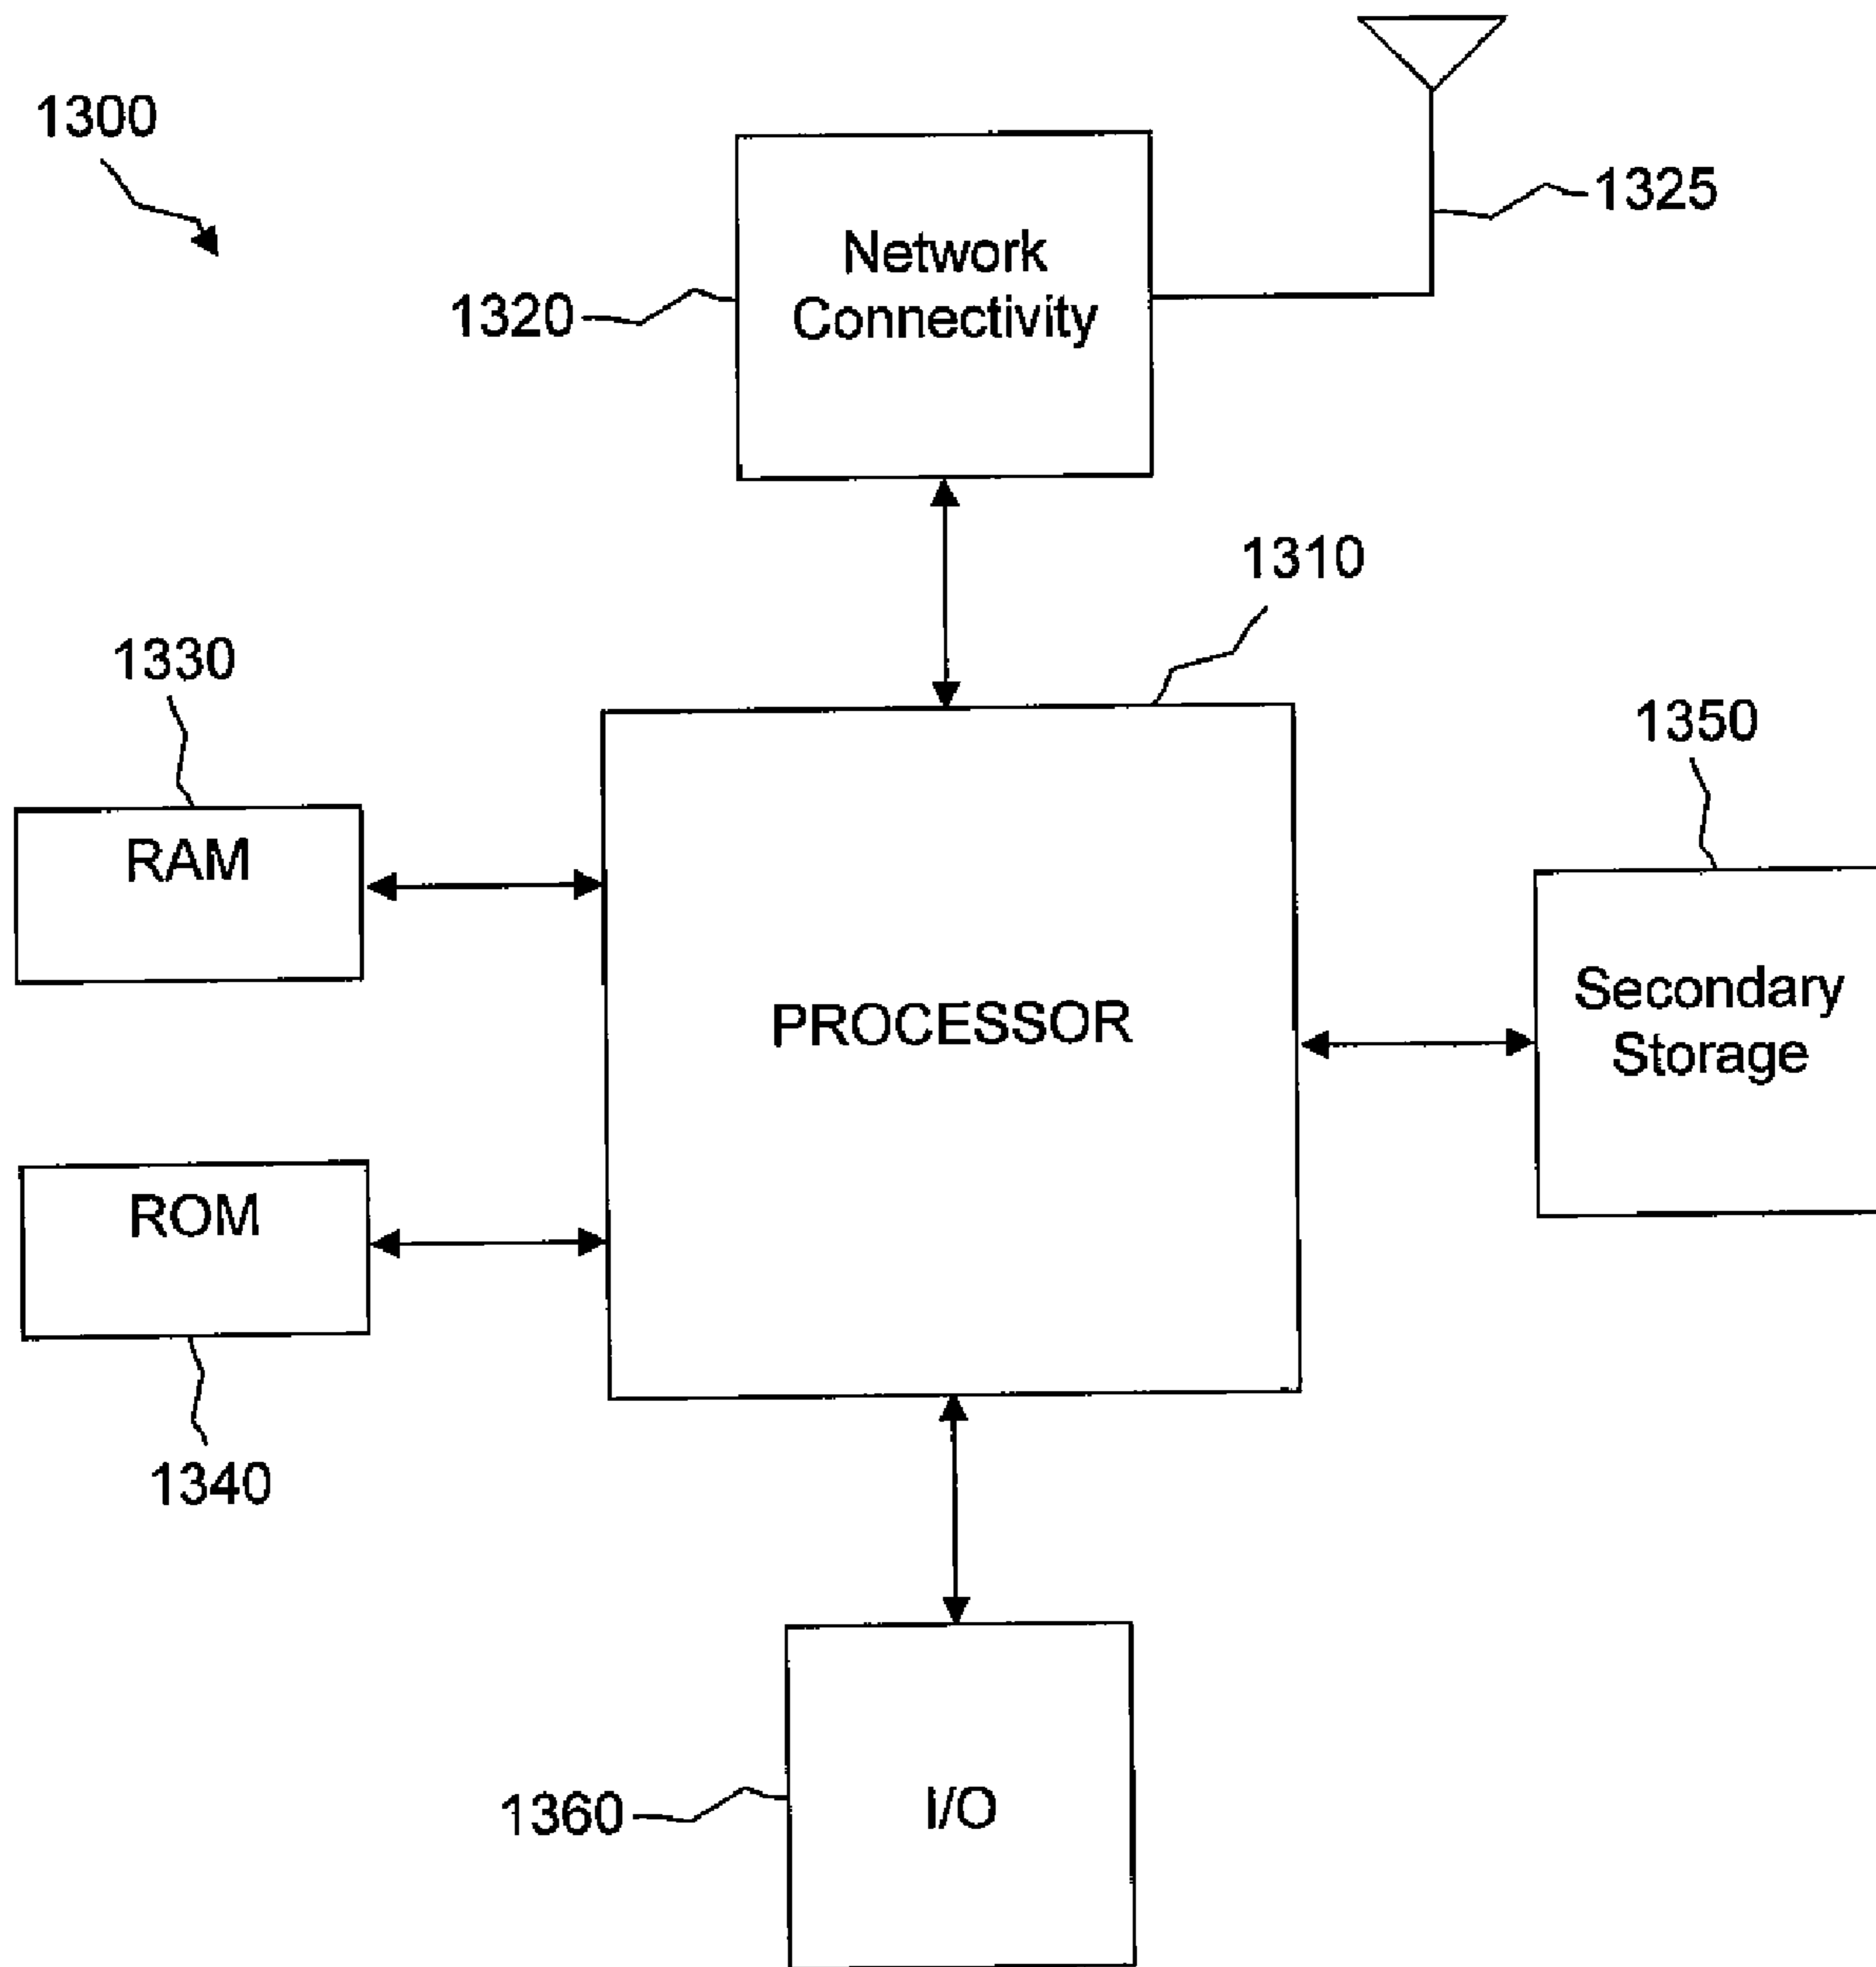 1300
1325
Network
Connectivity
1320
1310
1330
1350
RAM
Secondary
Storage
PROCESSOR
ROM
1340
1360
I/O